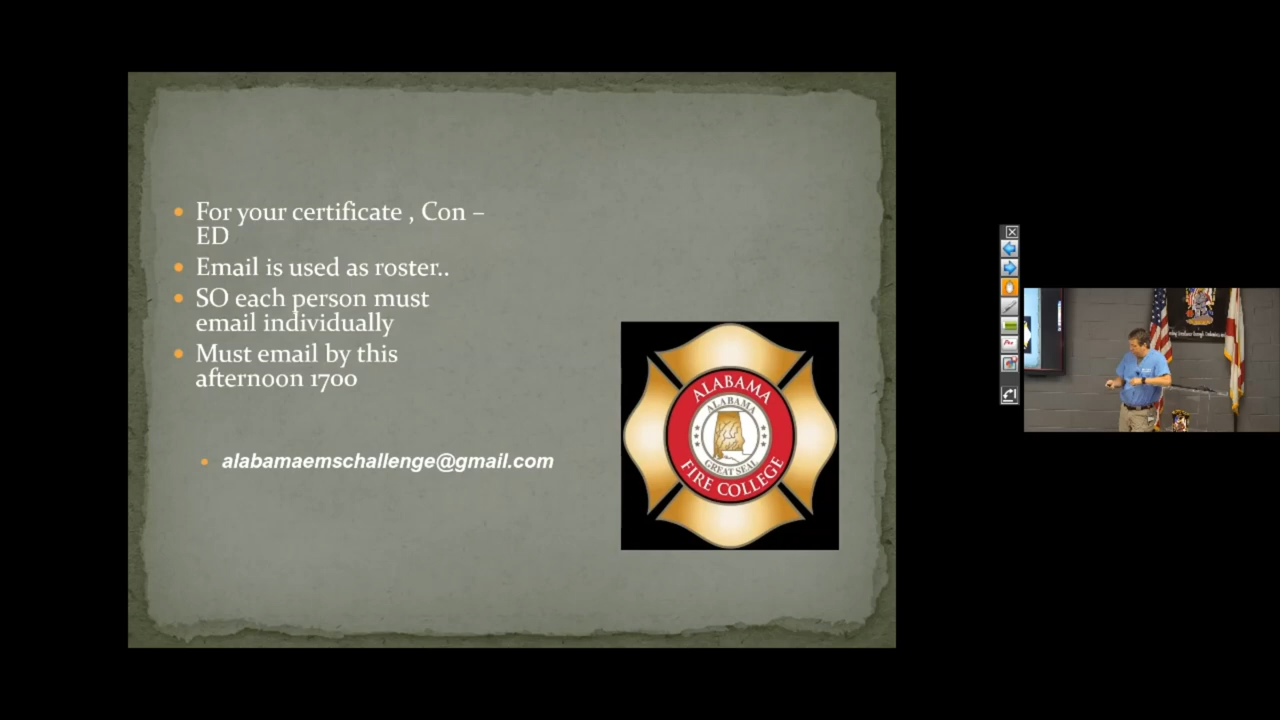 For your certificate , Con –
ED
Email is used as roster..
SO each person must
email individually
Must email by this
afternoon 1700
alabamaemschallenge@gmail.com
ALABAMA
ALABAMA
GREAT SEAL
FIRE COLLEGE